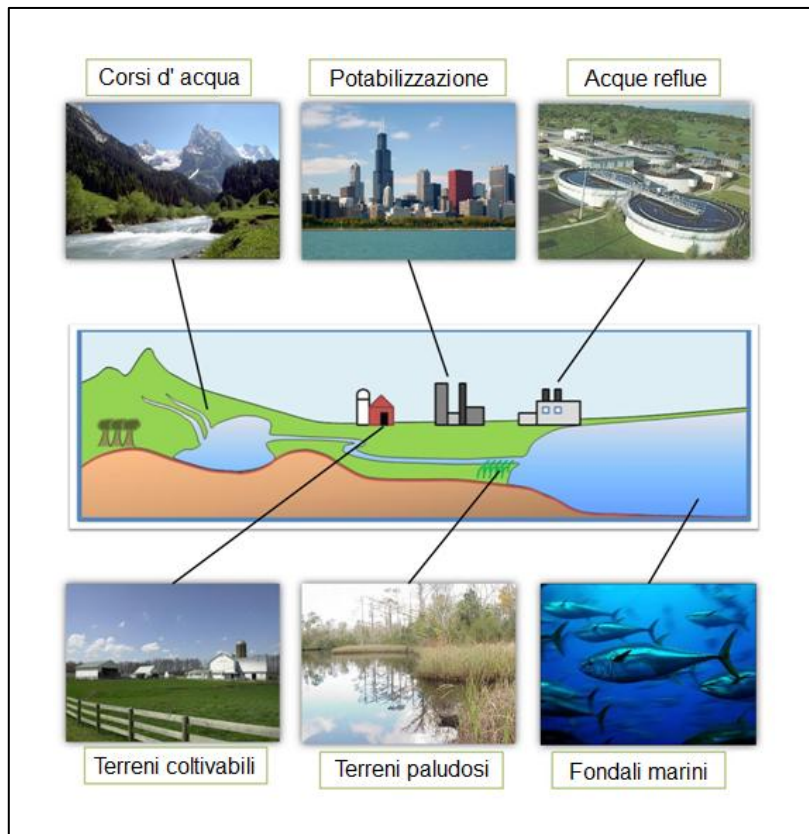 Corsi d' acqua
Potabilizzazione
Acque reflue
Terreni coltivabili
Terreni paludosi
Fondali marini